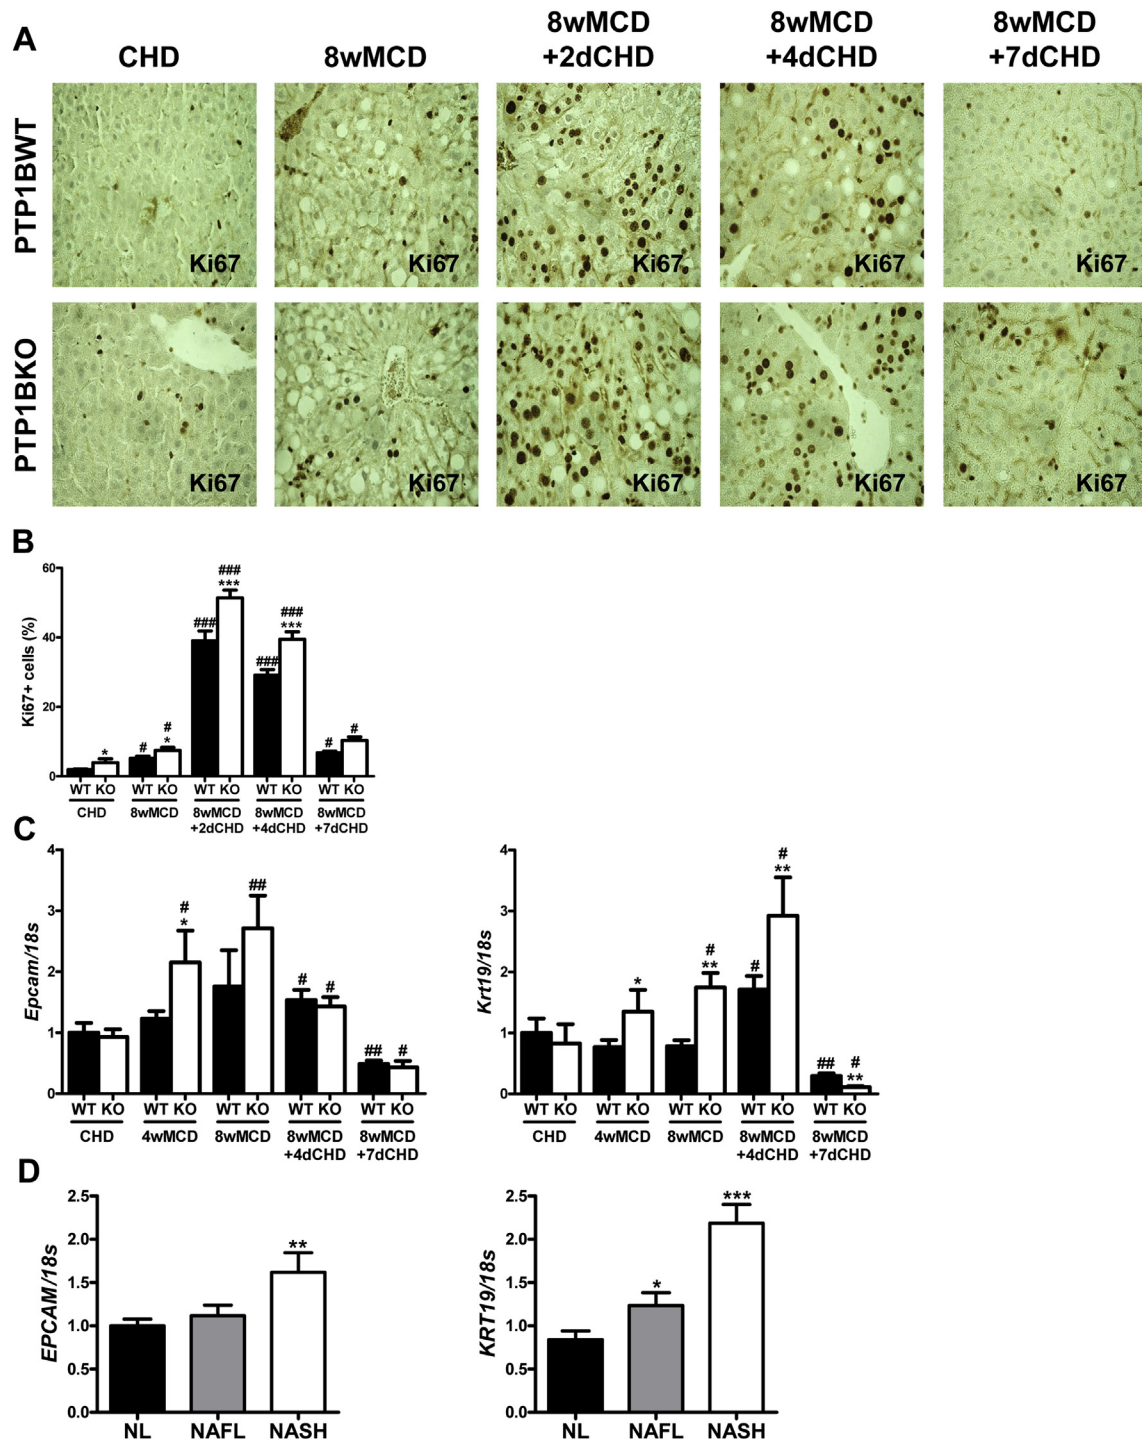 A
CHD
8wMCD
8wMCD
+2dCHD
8wMCD
+4dCHD
8wMCD
+7dCHD
PTP1BWT
Ki67
Ki67
Ki67
Ki67
Ki67
PTP1BKO
Ki67
Ki67
Ki67
Ki67
Ki67
B
Ki67+ cells (%)
60
40
20
0
*
#
#
*
###
###
***
###
###
***
#
#
WT KO WT KO WT KO WT KO WT KO
CHD
8wMCD
8wMCD
+2dCHD
8wMCD
+4dCHD
8wMCD
+7dCHD
C
Epcam/18s
4
3
2
1
0
#
*
##
#
#
##
#
WT KO WT KO WT KO WT KO WT KO
CHD
4wMCD
8wMCD
8wMCD
+4dCHD
8wMCD
+7dCHD
Krt19/18s
4
3
2
1
0
*
#
**
#
#
**
##
#
**
WT KO WT KO WT KO WT KO WT KO
CHD
4wMCD
8wMCD
8wMCD
+4dCHD
8wMCD
+7dCHD
D
EPCAM/18s
2.5
2.0
1.5
1.0
0.5
0.0
**
NL
NAFL
NASH
KRT19/18s
2.5
2.0
1.5
1.0
0.5
0.0
*
***
NL
NAFL
NASH